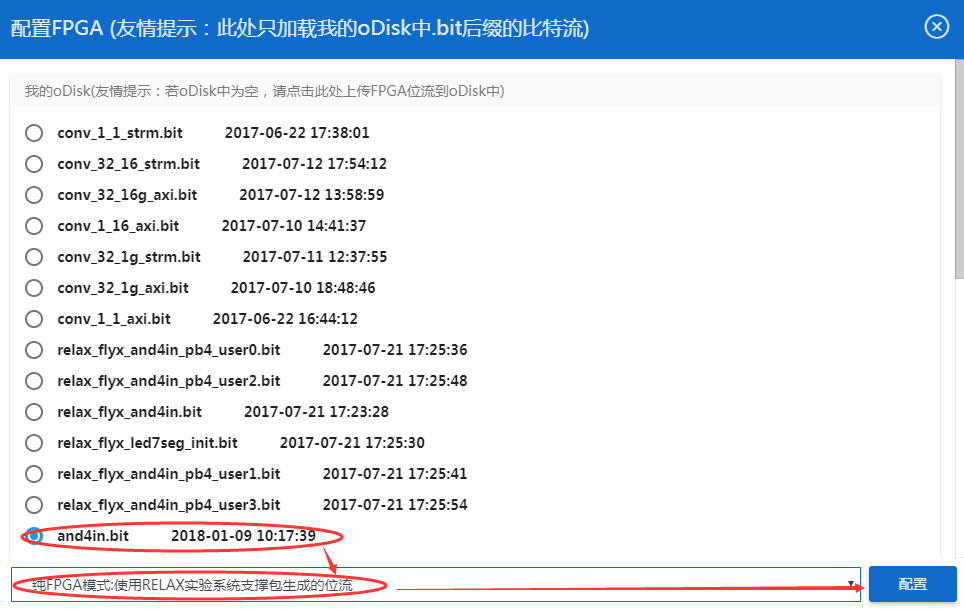 配置FPGA (友情提示：此处只加载我的oDisk中.bit后缀的比特流)
我的oDisk(友情提示：若oDisk中为空，请点击此处上传FPGA位流到oDisk中)
conv_1_1_strm.bit 2017-06-22 17:38:01
conv_32_16_strm.bit 2017-07-12 17:54:12
conv_32_16g_axi.bit 2017-07-12 13:58:59
conv_1_16_axi.bit 2017-07-10 14:41:37
conv_32_1g_strm.bit 2017-07-11 12:37:55
conv_32_1g_axi.bit 2017-07-10 18:48:46
conv_1_1_axi.bit 2017-06-22 16:44:12
relax_flyx_and4in_pb4_user0.bit 2017-07-21 17:25:36
relax_flyx_and4in_pb4_user2.bit 2017-07-21 17:25:48
relax_flyx_and4in.bit 2017-07-21 17:23:28
relax_flyx_led7seg_init.bit 2017-07-21 17:25:30
relax_flyx_and4in_pb4_user1.bit 2017-07-21 17:25:41
relax_flyx_and4in_pb4_user3.bit 2017-07-21 17:25:54
and4in.bit 2018-01-09 10:17:39
纯FPGA模式:使用RELAX实验系统支撑包生成的位流
配置